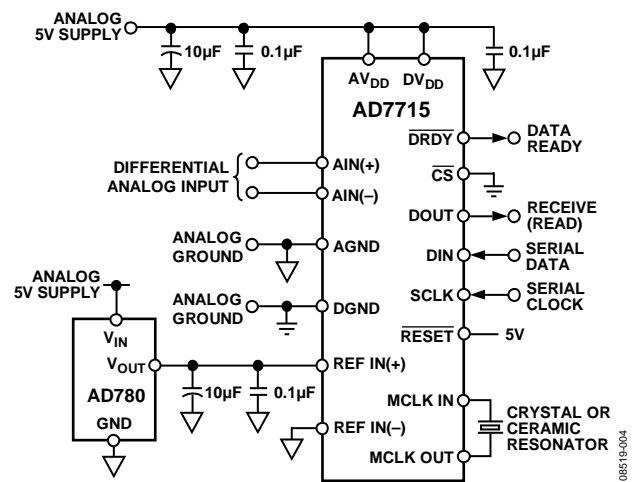 ANALOG
5V SUPPLY
10µF
0.1µF
0.1µF
AVDD
DVDD
AD7715
DRDY
DATA
READY
DIFFERENTIAL
ANALOG INPUT
AIN(+)
AIN(–)
CS
DOUT
RECEIVE
(READ)
ANALOG
GROUND
AGND
DIN
SERIAL
DATA
ANALOG
5V SUPPLY
ANALOG
GROUND
DGND
SCLK
SERIAL
CLOCK
RESET
5V
VIN
VOUT
AD780
GND
10µF
0.1µF
REF IN(+)
REF IN(–)
MCLK IN
MCLK OUT
CRYSTAL OR
CERAMIC
RESONATOR
08519-004